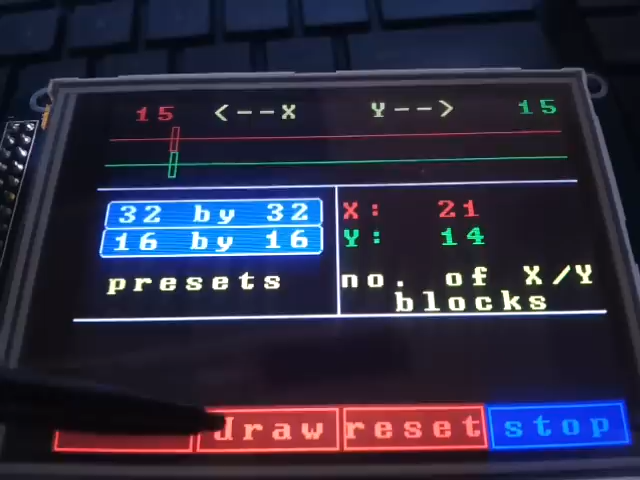 15 <--X Y--> 15
32 by 32
16 by 16
presets
X: 21
Y: 14
no. of X/Y
blocks
draw reset stop